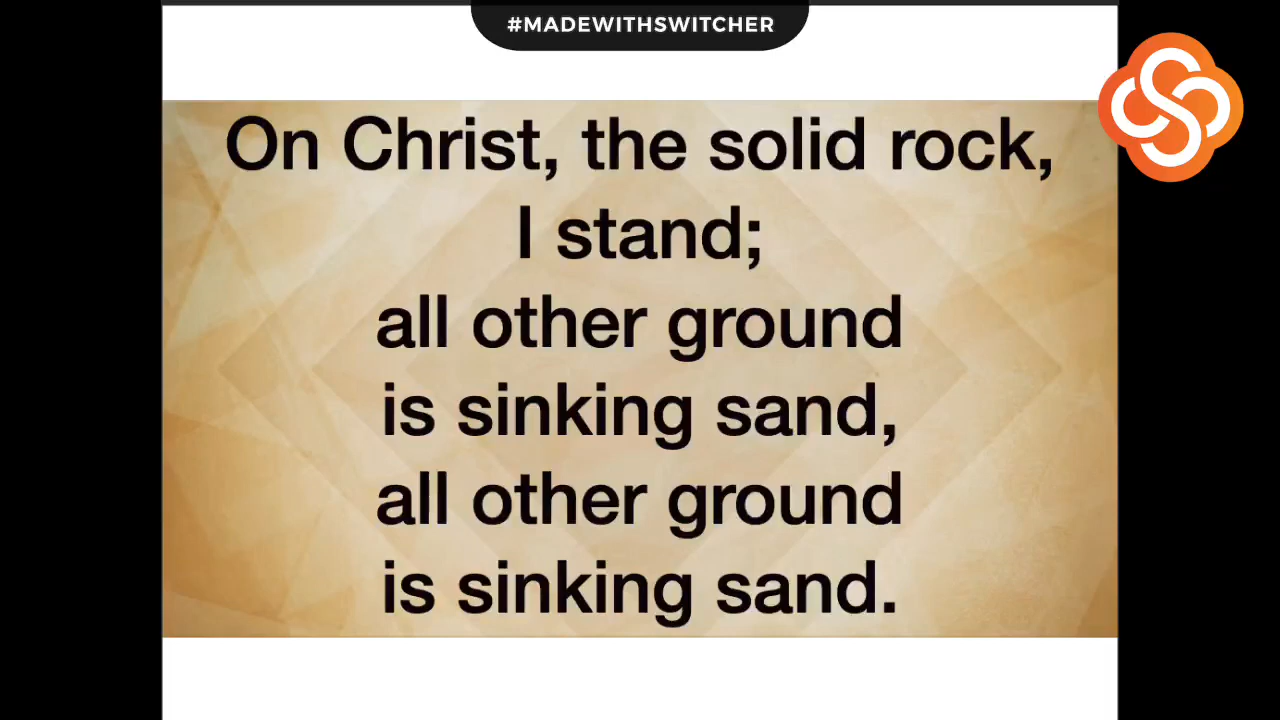 #MADEWITHSWITCHER
On Christ, the solid rock,
I stand;
all other ground
is sinking sand,
all other ground
is sinking sand.